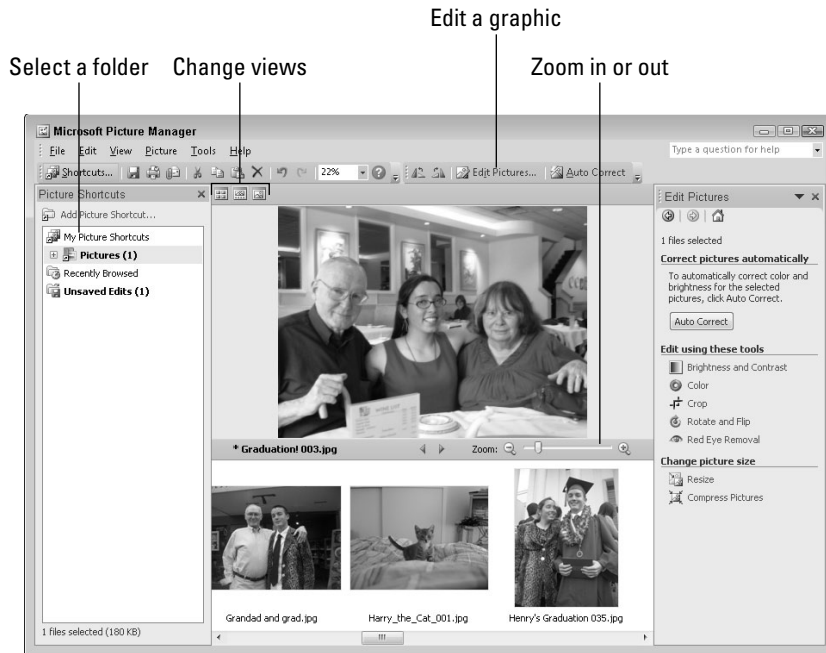 Edit a graphic
Select a folder Change views Zoom in or out
Microsoft Picture Manager
File Edit View Picture Tools Help
Type a question for help
Shortcuts... 22% Edit Pictures... Auto Correct
Picture Shortcuts
Add Picture Shortcut...
My Picture Shortcuts
Pictures (1)
Recently Browsed
Unsaved Edits (1)
1 files selected (180 KB)
* Graduation! 003.jpg Zoom:
Grandad and grad.jpg Harry_the_Cat_001.jpg Henry's Graduation 035.jpg
Edit Pictures
1 files selected
Correct pictures automatically
To automatically correct color and
brightness for the selected
pictures, click Auto Correct.
Auto Correct
Edit using these tools
Brightness and Contrast
Color
Crop
Rotate and Flip
Red Eye Removal
Change picture size
Resize
Compress Pictures